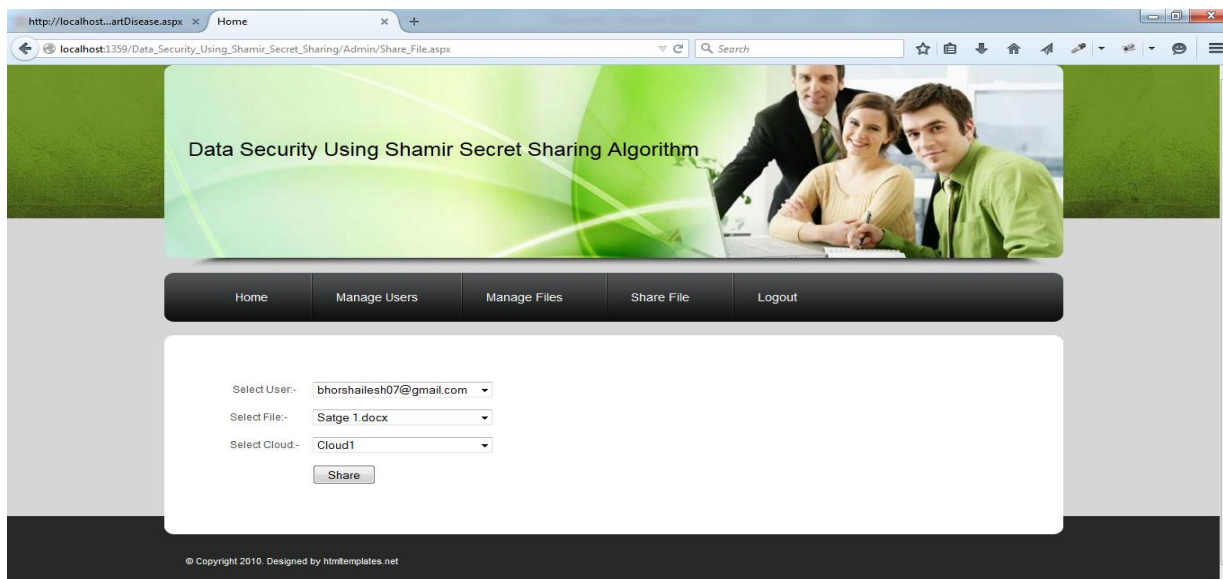 http://localhost...artDisease.aspx
Home
localhost:1359/Data_Security_Using_Shamir_Secret_Sharing/Admin/Share_File.aspx
Search
Data Security Using Shamir Secret Sharing Algorithm
Home Manage Users Manage Files Share File Logout
Select User:- bhorshailesh07@gmail.com
Select File:- Satge 1.docx
Select Cloud:- Cloud1
Share
© Copyright 2010. Designed by htmltemplates.net